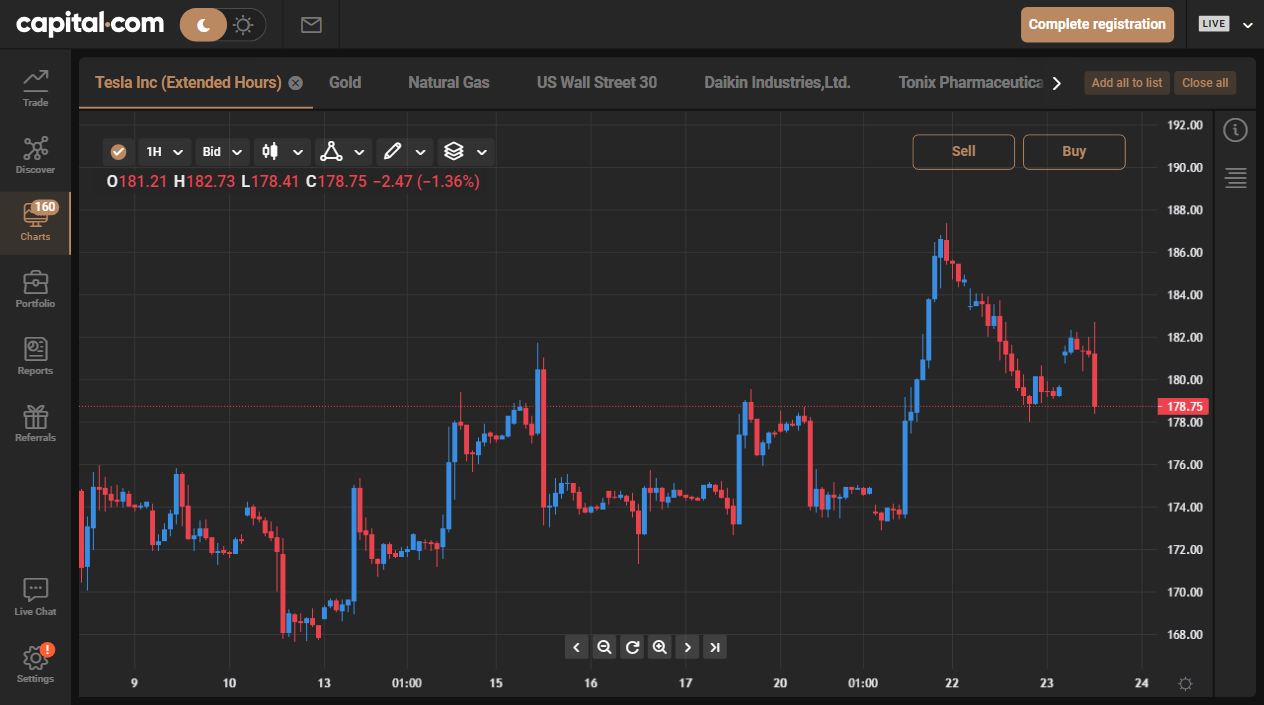 capital.com
Complete registration
LIVE
Trade
Discover
160
Charts
Portfolio
Reports
Referrals
Live Chat
!
Settings
Tesla Inc (Extended Hours) Gold Natural Gas US Wall Street 30 Daikin Industries,Ltd. Tonix Pharmaceutica
Add all to list Close all
1H Bid
Sell Buy
O181.21 H182.73 L178.41 C178.75 −2.47 (−1.36%)
192.00
190.00
188.00
186.00
184.00
182.00
180.00
178.75
178.00
176.00
174.00
172.00
170.00
168.00
9 10 13 01:00 15 16 17 20 01:00 22 23 24